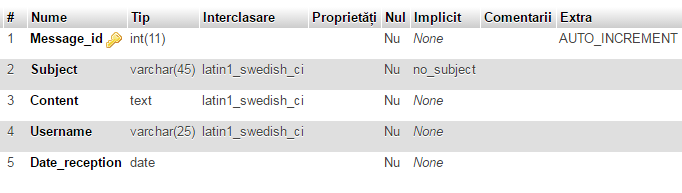 # Nume Tip Interclasare Proprietăți Nul Implicit Comentarii Extra
1 Message_id int(11) Nu None AUTO_INCREMENT
2 Subject varchar(45) latin1_swedish_ci Nu no_subject
3 Content text latin1_swedish_ci Nu None
4 Username varchar(25) latin1_swedish_ci Nu None
5 Date_reception date Nu None